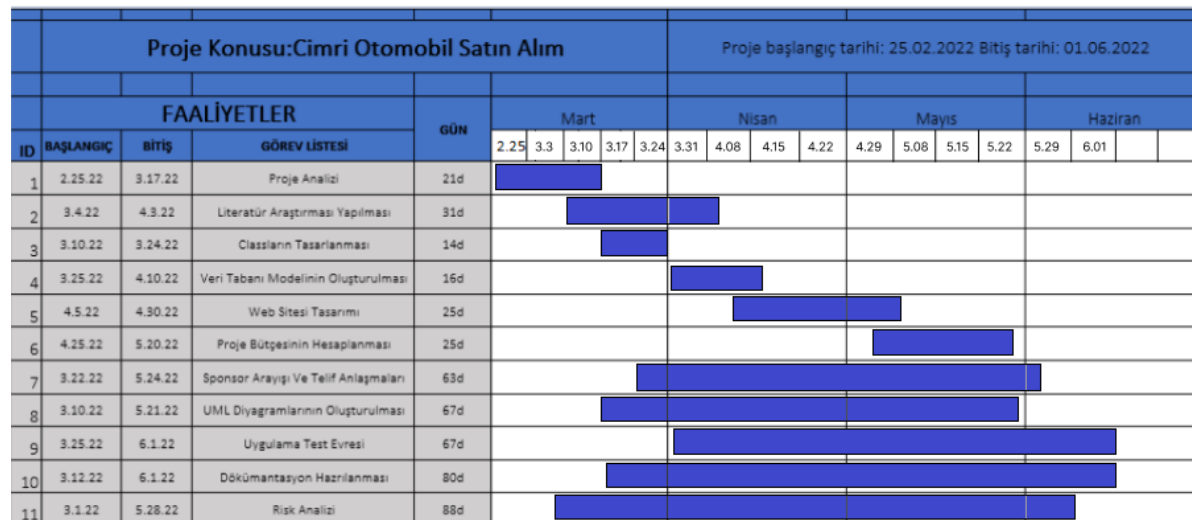 Proje Konusu:Cimri Otomobil Satın Alım Proje başlangıç tarihi: 25.02.2022 Bitiş tarihi: 01.06.2022
FAALİYETLER GÜN Mart Nisan Mayıs Haziran
ID BAŞLANGIÇ BİTİŞ GÖREV LİSTESİ 2.25 3.3 3.10 3.17 3.24 3.31 4.08 4.15 4.22 4.29 5.08 5.15 5.22 5.29 6.01
1 2.25.22 3.17.22 Proje Analizi 21d
2 3.4.22 4.3.22 Literatür Araştırması Yapılması 31d
3 3.10.22 3.24.22 Classların Tasarlanması 14d
4 3.25.22 4.10.22 Veri Tabanı Modelinin Oluşturulması 16d
5 4.5.22 4.30.22 Web Sitesi Tasarımı 25d
6 4.25.22 5.20.22 Proje Bütçesinin Hesaplanması 25d
7 3.22.22 5.24.22 Sponsor Arayışı Ve Telif Anlaşmaları 63d
8 3.10.22 5.21.22 UML Diyagramlarının Oluşturulması 67d
9 3.25.22 6.1.22 Uygulama Test Evresi 67d
10 3.12.22 6.1.22 Dökümantasyon Hazrılanması 80d
11 3.1.22 5.28.22 Risk Analizi 88d